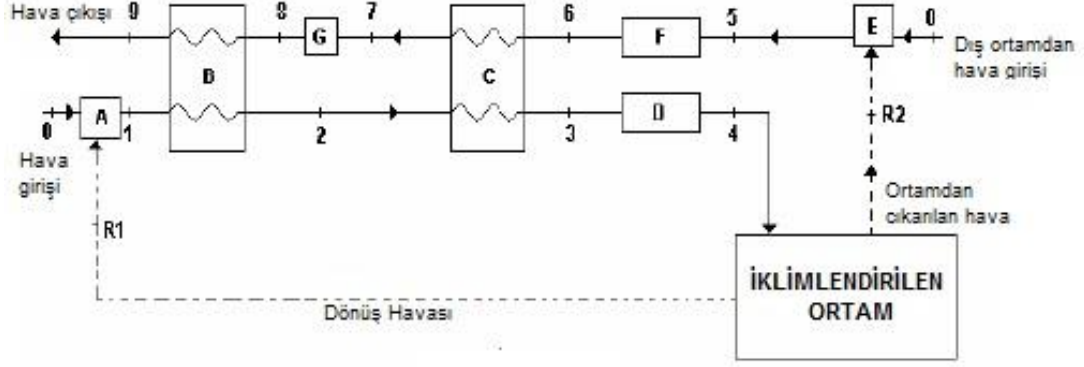 Hava çıkışı
9
8
G
7
6
F
5
E
0
Dış ortamdan
hava girişi
B
C
0
A
1
2
3
D
4
R2
Hava
girişi
R1
Ortamdan
çıkarılan hava
İKLİMLENDİRİLEN
ORTAM
Dönüş Havası